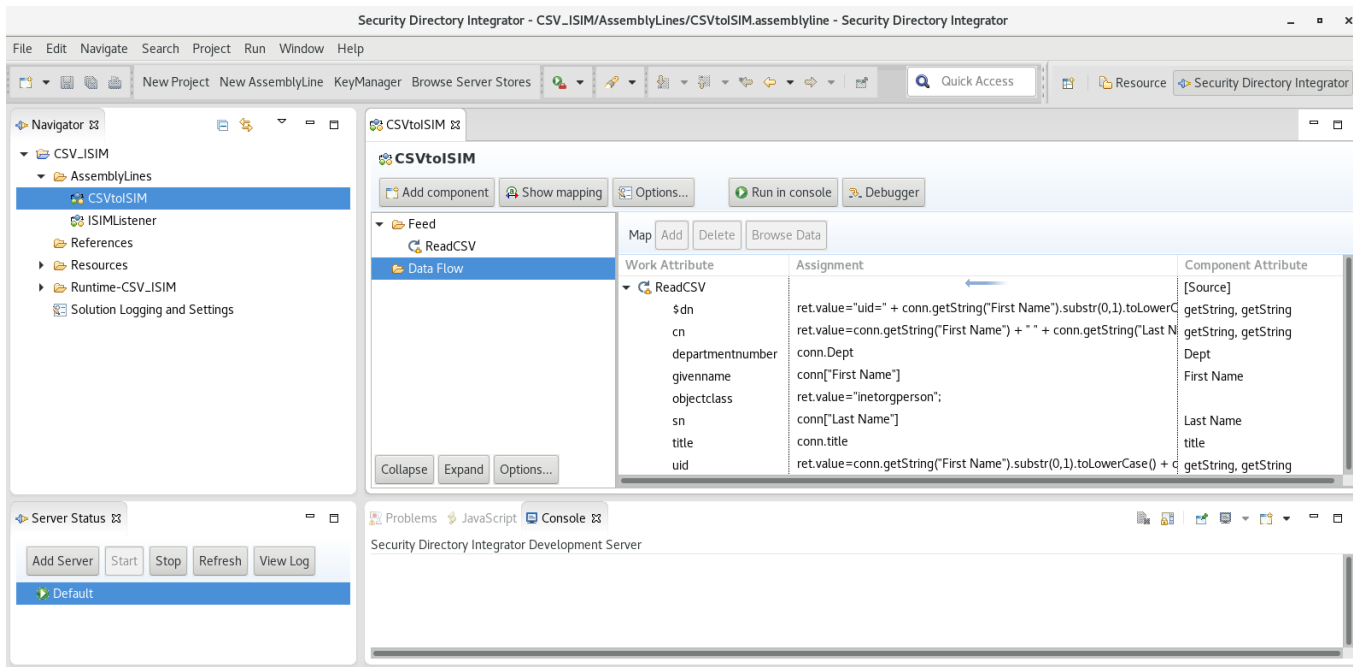 Security Directory Integrator - CSV_ISIM/AssemblyLines/CSVtoISIM.assemblyline - Security Directory Integrator
File Edit Navigate Search Project Run Window Help
New Project New AssemblyLine KeyManager Browse Server Stores Quick Access Resource Security Directory Integrator
Navigator
CSV_ISIM
AssemblyLines
CSVtoISIM
ISIMListener
References
Resources
Runtime-CSV_ISIM
Solution Logging and Settings
CSVtoISIM
CSVtoISIM
Add component Show mapping Options... Run in console Debugger
Feed
ReadCSV
Data Flow
Collapse Expand Options...
Map Add Delete Browse Data
Work Attribute Assignment Component Attribute
ReadCSV [Source]
$dn ret.value="uid=" + conn.getString("First Name").substr(0,1).toLowerC getString, getString
cn ret.value=conn.getString("First Name") + " " + conn.getString("Last N getString, getString
departmentnumber conn.Dept Dept
givenname conn["First Name"] First Name
objectclass ret.value="inetorgperson";
sn conn["Last Name"] Last Name
title conn.title title
uid ret.value=conn.getString("First Name").substr(0,1).toLowerCase() + c getString, getString
Server Status
Add Server Start Stop Refresh View Log
Default
Problems JavaScript Console
Security Directory Integrator Development Server